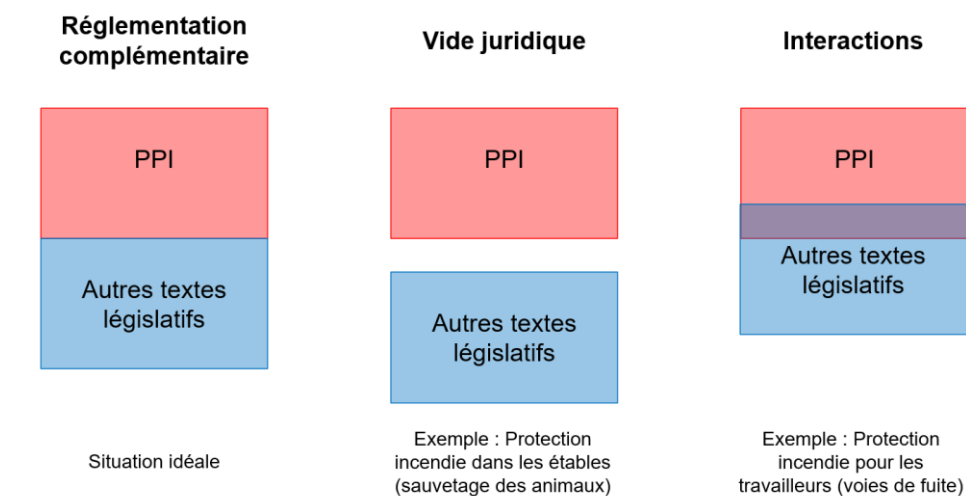 Réglementation
complémentaire
PPI
Autres textes
législatifs
Situation idéale
Vide juridique
PPI
Autres textes
législatifs
Exemple : Protection
incendie dans les étables
(sauvetage des animaux)
Interactions
PPI
Autres textes
législatifs
Exemple : Protection
incendie pour les
travailleurs (voies de fuite)